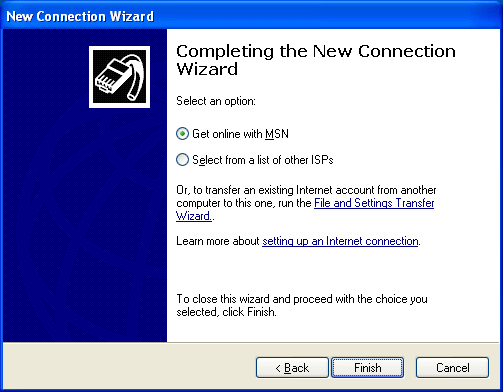 New Connection Wizard
Completing the New Connection
Wizard
Select an option:
Get online with MSN
Select from a list of other ISPs
Or, to transfer an existing Internet account from another
computer to this one, run the File and Settings Transfer
Wizard..
Learn more about setting up an Internet connection.
To close this wizard and proceed with the choice you
selected, click Finish.
< Back
Finish
Cancel